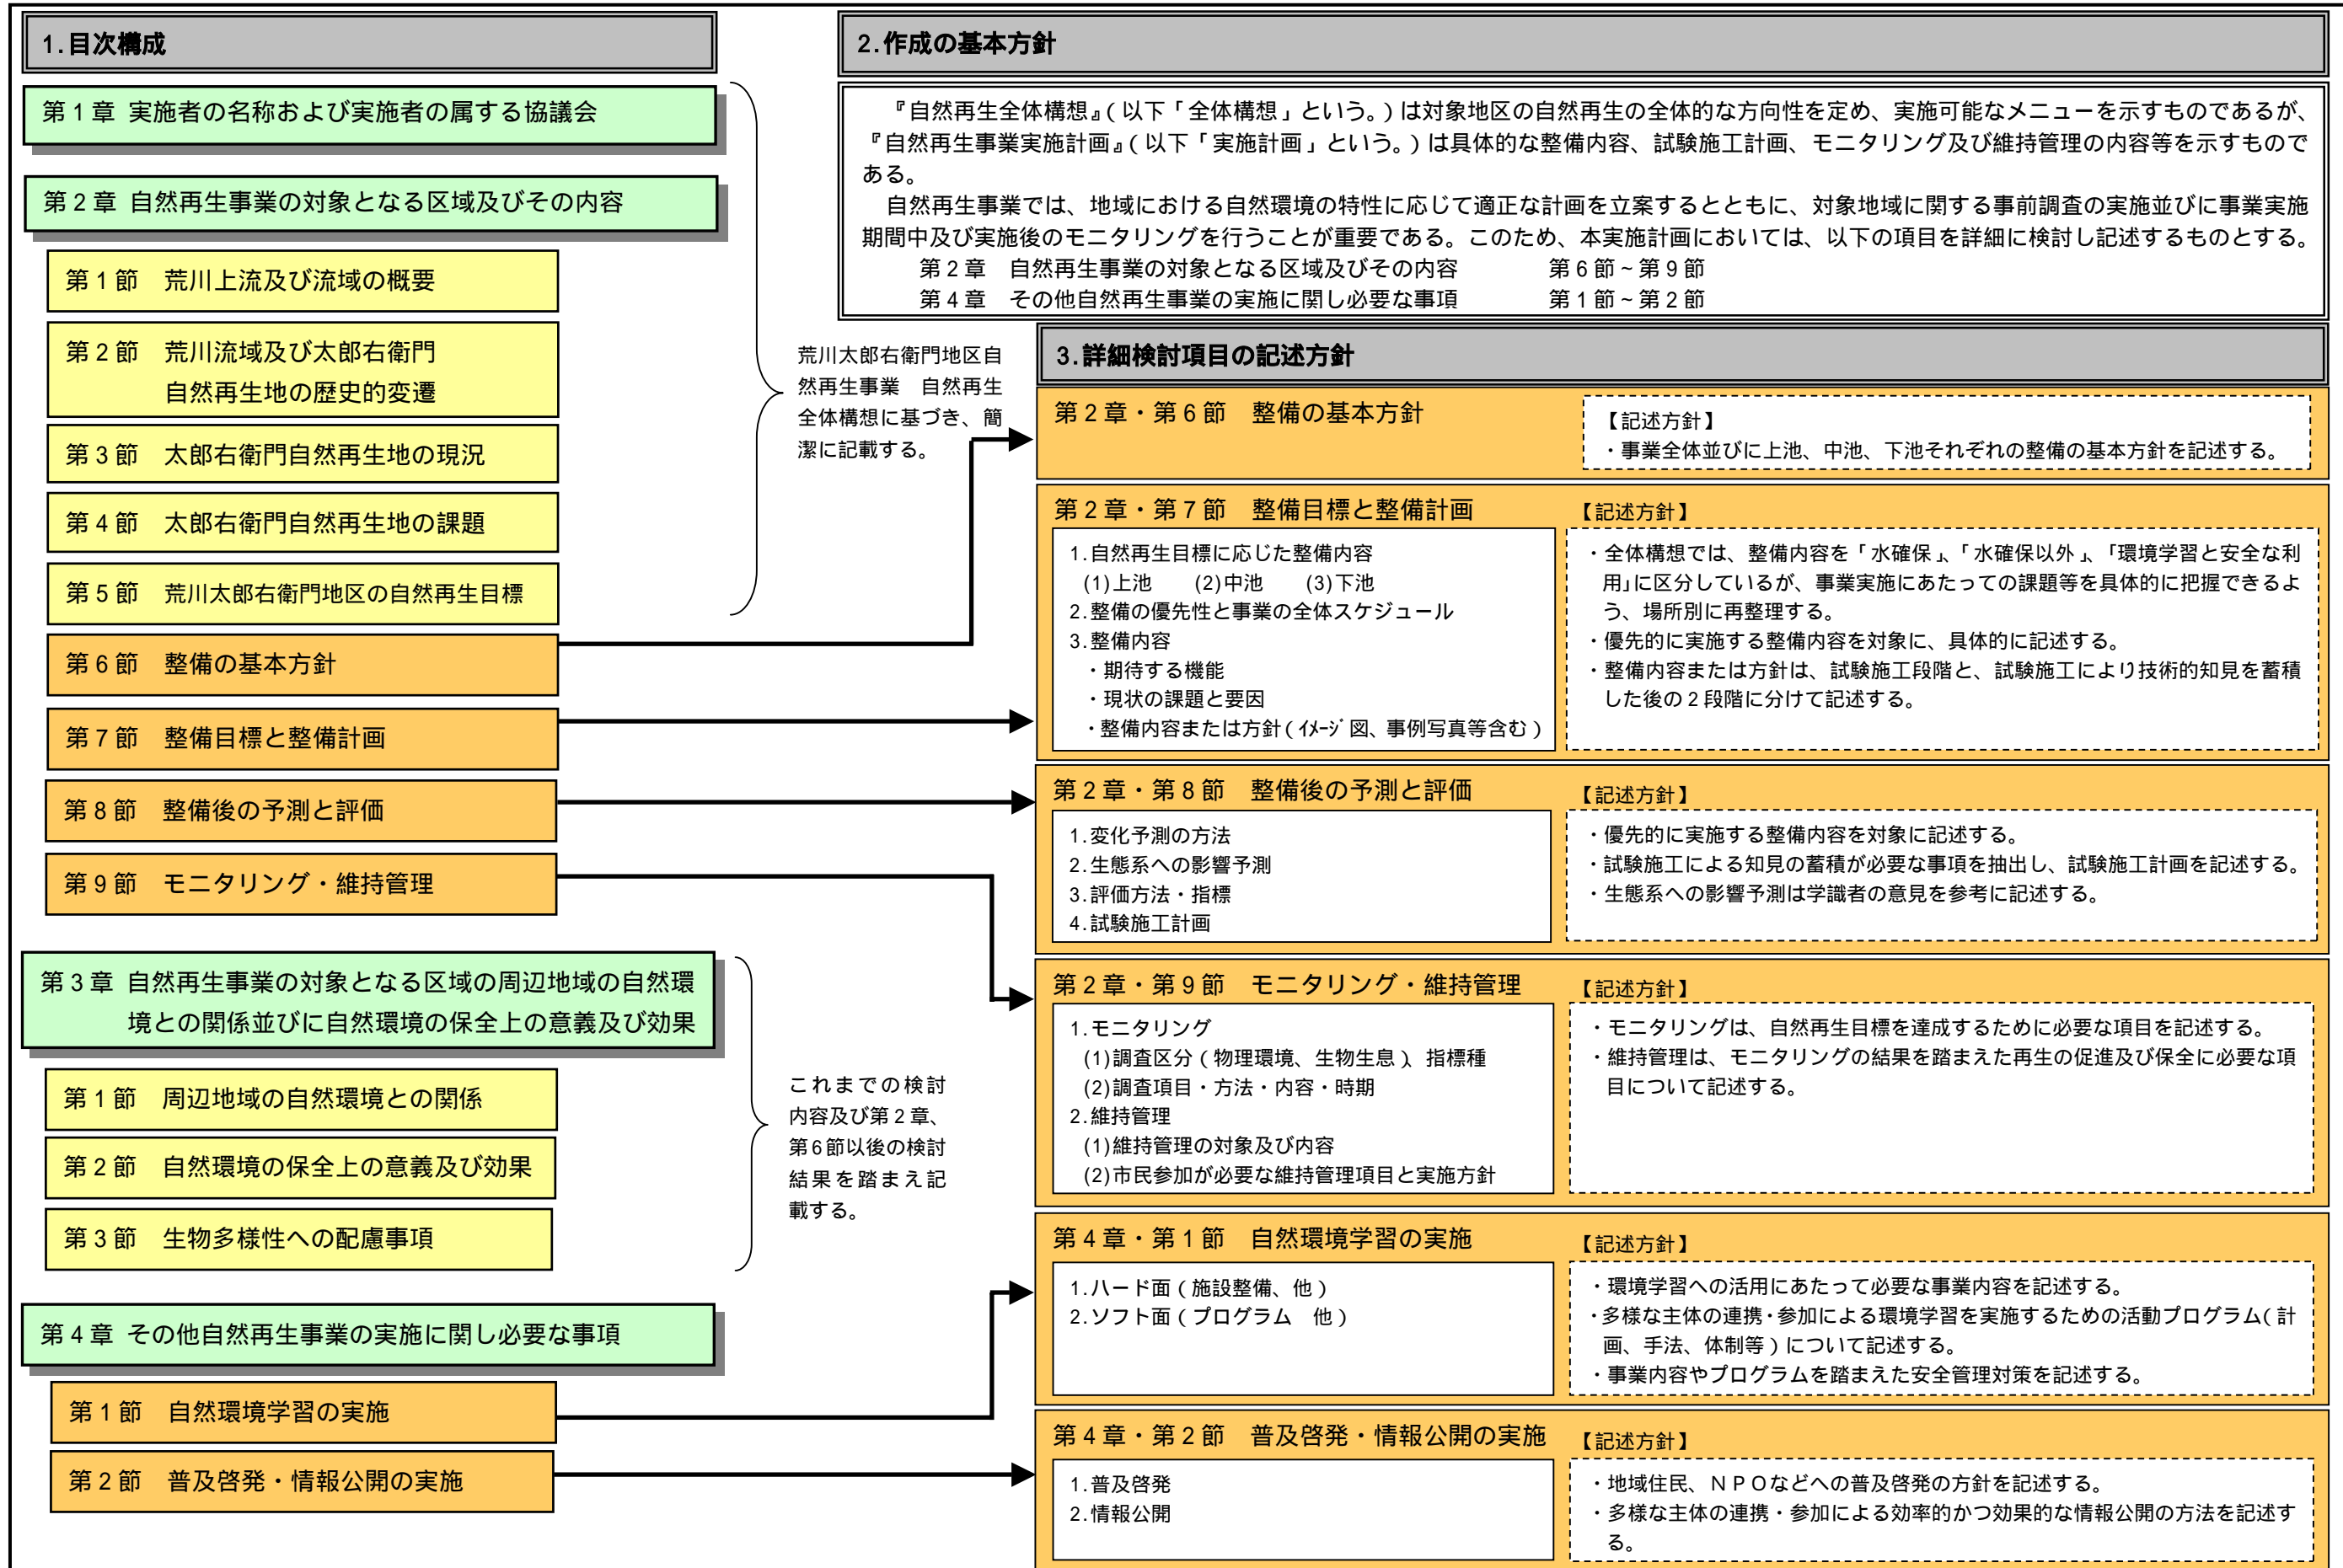 1.目次構成
第1章 実施者の名称および実施者の属する協議会
第2章 自然再生事業の対象となる区域及びその内容
第1節 荒川上流及び流域の概要
第2節 荒川流域及び太郎右衛門
自然再生地の歴史的変遷
第3節 太郎右衛門自然再生地の現況
第4節 太郎右衛門自然再生地の課題
第5節 荒川太郎右衛門地区の自然再生目標
第6節 整備の基本方針
第7節 整備目標と整備計画
第8節 整備後の予測と評価
第9節 モニタリング・維持管理
荒川太郎右衛門地区自
然再生事業 自然再生
全体構想に基づき、簡
潔に記載する。
第3章 自然再生事業の対象となる区域の周辺地域の自然環
境との関係並びに自然環境の保全上の意義及び効果
第1節 周辺地域の自然環境との関係
第2節 自然環境の保全上の意義及び効果
第3節 生物多様性への配慮事項
これまでの検討
内容及び第2章、
第6節以後の検討
結果を踏まえ記
載する。
第4章 その他自然再生事業の実施に関し必要な事項
第1節 自然環境学習の実施
第2節 普及啓発・情報公開の実施
2.作成の基本方針
『自然再生全体構想』(以下「全体構想」という。)は対象地区の自然再生の全体的な方向性を定め、実施可能なメニューを示すものであるが、
『自然再生事業実施計画』(以下「実施計画」という。)は具体的な整備内容、試験施工計画、モニタリング及び維持管理の内容等を示すもので
ある。
自然再生事業では、地域における自然環境の特性に応じて適正な計画を立案するとともに、対象地域に関する事前調査の実施並びに事業実施
期間中及び実施後のモニタリングを行うことが重要である。このため、本実施計画においては、以下の項目を詳細に検討し記述するものとする。
第2章 自然再生事業の対象となる区域及びその内容 第6節~第9節
第4章 その他自然再生事業の実施に関し必要な事項 第1節~第2節
3.詳細検討項目の記述方針
第2章・第6節 整備の基本方針
【記述方針】
・事業全体並びに上池、中池、下池それぞれの整備の基本方針を記述する。
第2章・第7節 整備目標と整備計画
1.自然再生目標に応じた整備内容
(1)上池 (2)中池 (3)下池
2.整備の優先性と事業の全体スケジュール
3.整備内容
・期待する機能
・現状の課題と要因
・整備内容または方針(ｲﾒｰｼﾞ図、事例写真等含む)
【記述方針】
・全体構想では、整備内容を「水確保」、「水確保以外」、「環境学習と安全な利
用」に区分しているが、事業実施にあたっての課題等を具体的に把握できるよ
う、場所別に再整理する。
・優先的に実施する整備内容を対象に、具体的に記述する。
・整備内容または方針は、試験施工段階と、試験施工により技術的知見を蓄積
した後の2段階に分けて記述する。
第2章・第8節 整備後の予測と評価
1.変化予測の方法
2.生態系への影響予測
3.評価方法・指標
4.試験施工計画
【記述方針】
・優先的に実施する整備内容を対象に記述する。
・試験施工による知見の蓄積が必要な事項を抽出し、試験施工計画を記述する。
・生態系への影響予測は学識者の意見を参考に記述する。
第2章・第9節 モニタリング・維持管理
1.モニタリング
(1)調査区分(物理環境、生物生息)、指標種
(2)調査項目・方法・内容・時期
2.維持管理
(1)維持管理の対象及び内容
(2)市民参加が必要な維持管理項目と実施方針
【記述方針】
・モニタリングは、自然再生目標を達成するために必要な項目を記述する。
・維持管理は、モニタリングの結果を踏まえた再生の促進及び保全に必要な項
目について記述する。
第4章・第1節 自然環境学習の実施
1.ハード面(施設整備、他)
2.ソフト面(プログラム 他)
【記述方針】
・環境学習への活用にあたって必要な事業内容を記述する。
・多様な主体の連携・参加による環境学習を実施するための活動プログラム(計
画、手法、体制等)について記述する。
・事業内容やプログラムを踏まえた安全管理対策を記述する。
第4章・第2節 普及啓発・情報公開の実施
1.普及啓発
2.情報公開
【記述方針】
・地域住民、NPOなどへの普及啓発の方針を記述する。
・多様な主体の連携・参加による効率的かつ効果的な情報公開の方法を記述す
る。